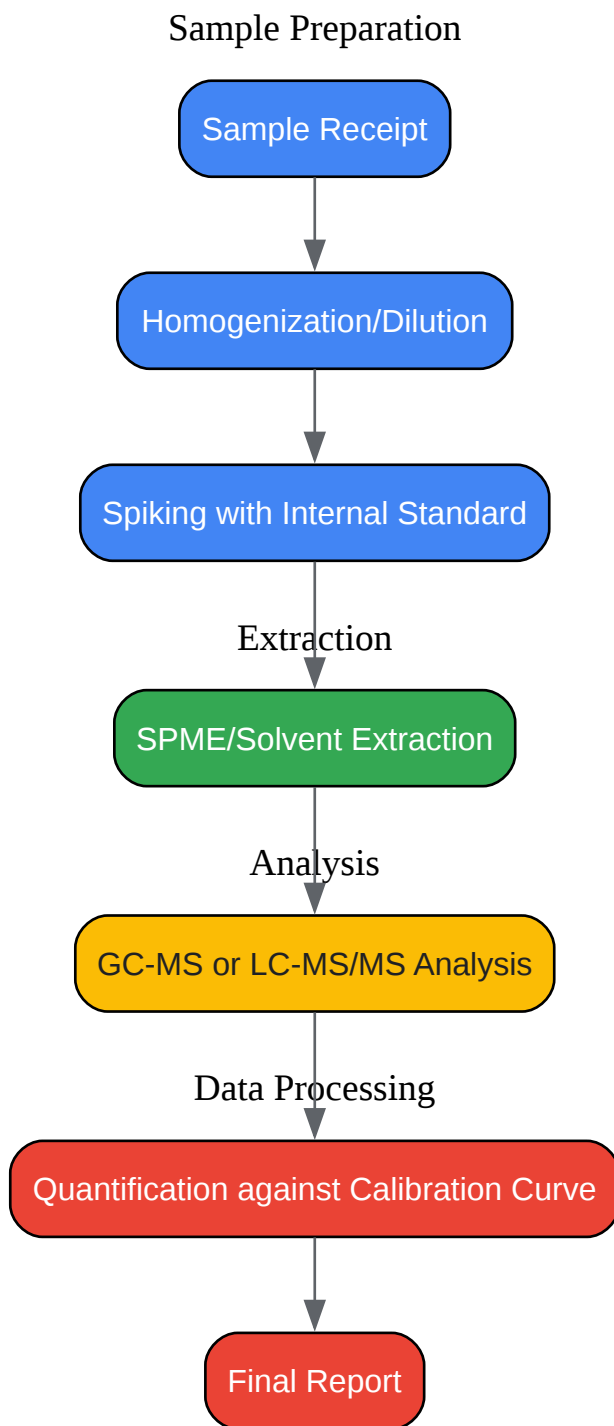 Sample Preparation
Sample Receipt
Homogenization/Dilution
Spiking with Internal Standard
Extraction
SPME/Solvent Extraction
Analysis
GC-MS or LC-MS/MS Analysis
Data Processing
Quantification against Calibration Curve
Final Report